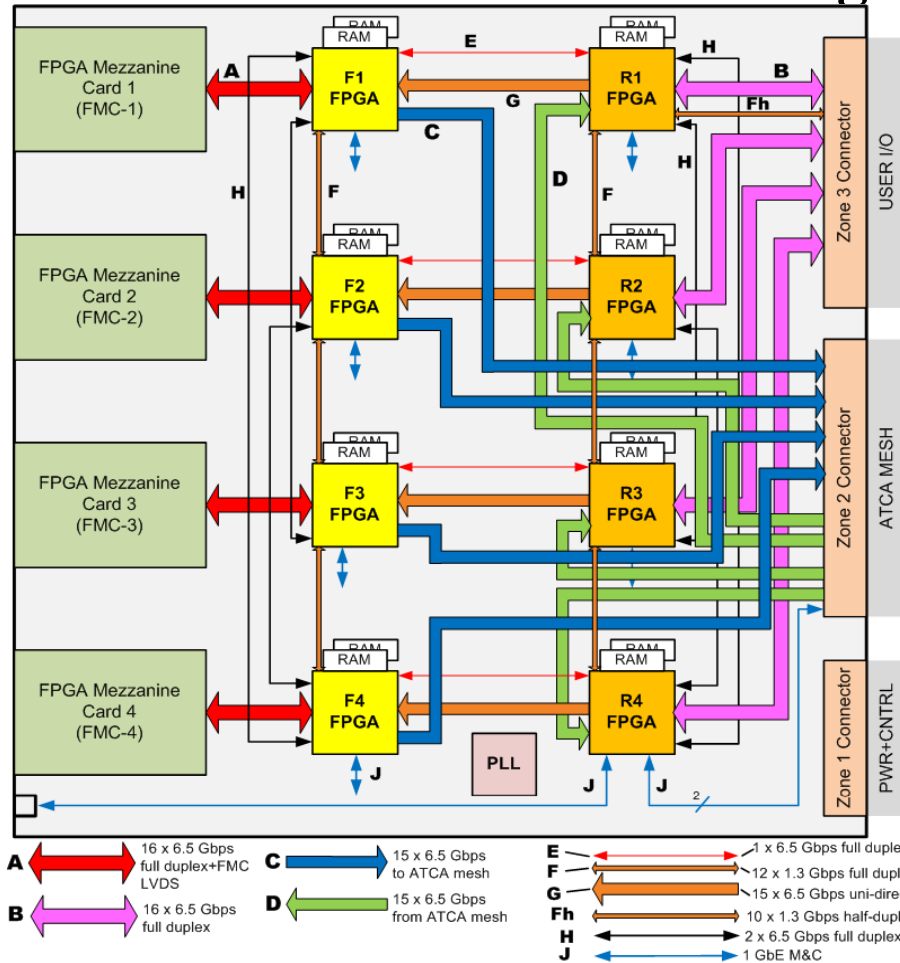 RAM
RAM
RAM
RAM
FPGA Mezzanine
Card 1
(FMC-1)
A
H
F1
FPGA
E
G
C
R1
FPGA
H
B
Fh
H
D
F
F
H
Zone 3 Connector
USER I/O
RAM
RAM
RAM
RAM
FPGA Mezzanine
Card 2
(FMC-2)
F2
FPGA
R2
FPGA
RAM
RAM
RAM
RAM
FPGA Mezzanine
Card 3
(FMC-3)
F3
FPGA
R3
FPGA
Zone 2 Connector
ATCA MESH
RAM
RAM
RAM
RAM
FPGA Mezzanine
Card 4
(FMC-4)
F4
FPGA
R4
FPGA
PLL
J
J
J
2
Zone 1 Connector
PWR+CNTRL
A
16 x 6.5 Gbps
full duplex+FMC
LVDS
B
16 x 6.5 Gbps
full duplex
C
15 x 6.5 Gbps
to ATCA mesh
D
15 x 6.5 Gbps
from ATCA mesh
E
1 x 6.5 Gbps full duple
F
12 x 1.3 Gbps full dupl
G
15 x 6.5 Gbps uni-dire
Fh
10 x 1.3 Gbps half-dupl
H
2 x 6.5 Gbps full duplex
J
1 GbE M&C